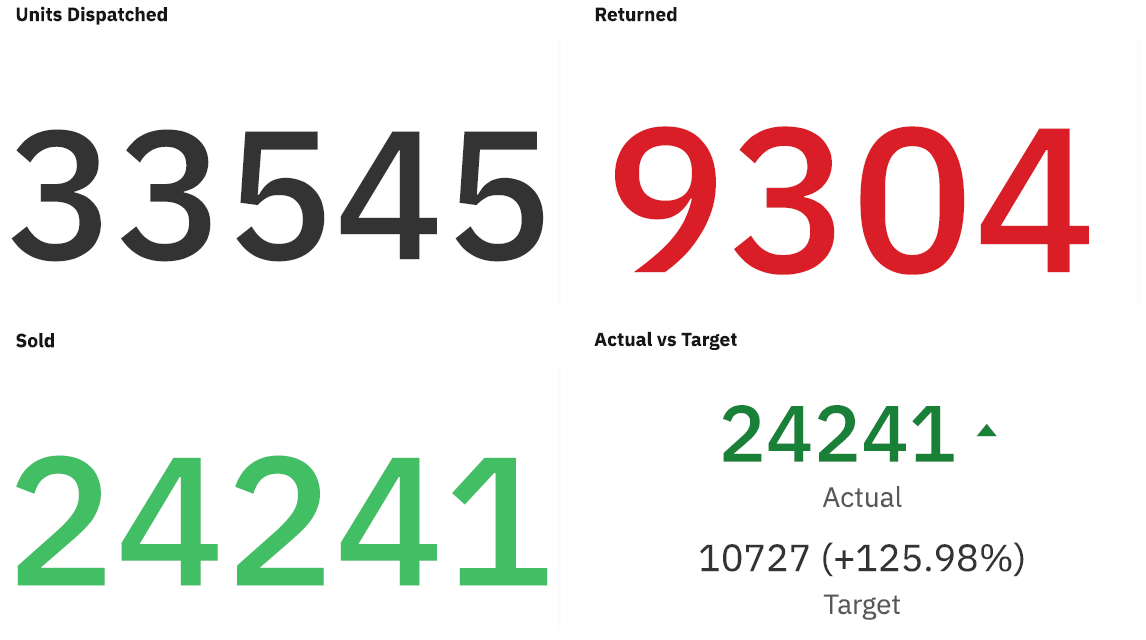 Units Dispatched
33545
Returned
9304
Sold
24241
Actual vs Target
24241
Actual
10727 (+125.98%)
Target